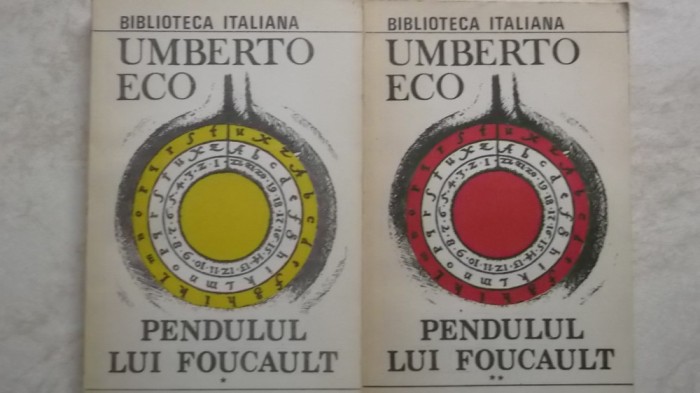 BIBLIOTECA ITALIANA
UMBERTO
ECO
PENDULUL
LUI FOUCAULT
*
BIBLIOTECA ITALIANA
UMBERTO
ECO
PENDULUL
LUI FOUCAULT
**